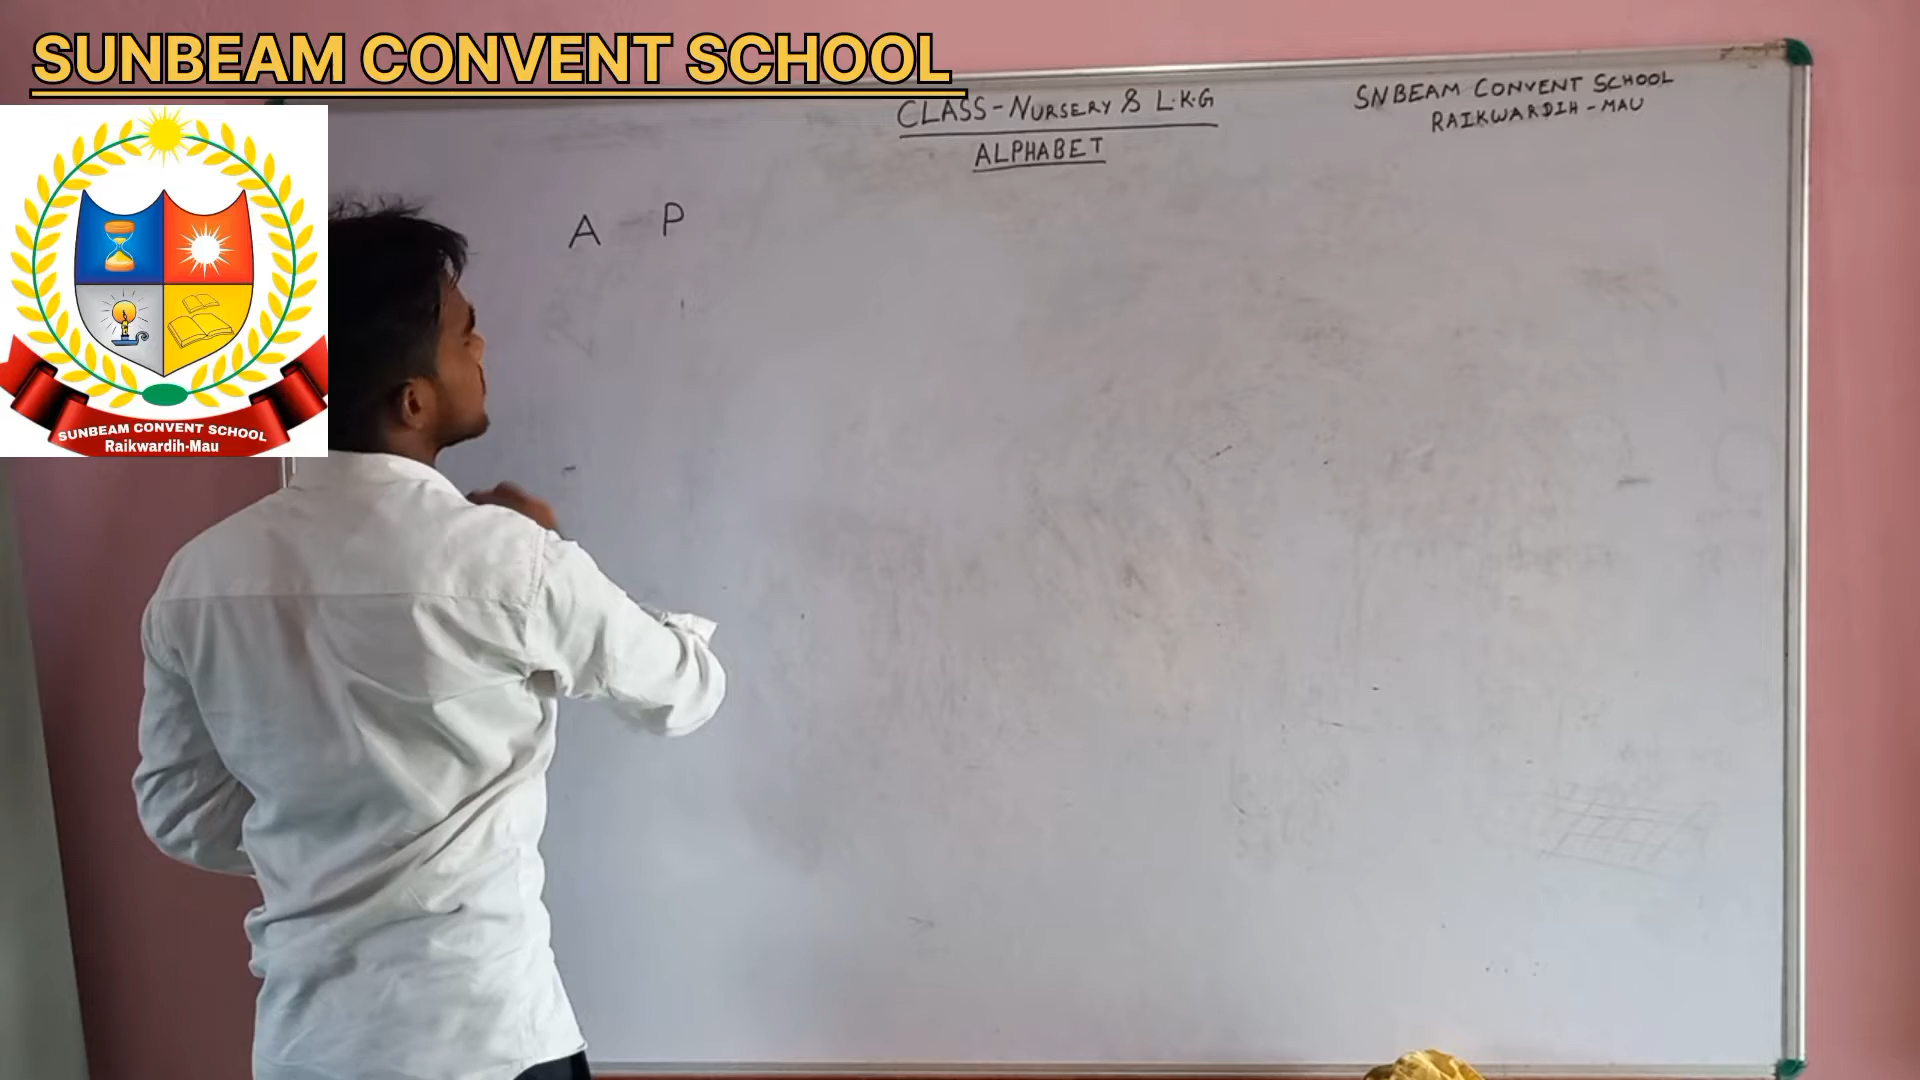 SUNBEAM CONVENT SCHOOL
CLASS - NURSERY & L.K.G
ALPHABET
SNBEAM CONVENT SCHOOL
RAIKWARDIH - MAU
A P
SUNBEAM CONVENT SCHOOL
Raikwardih-Mau